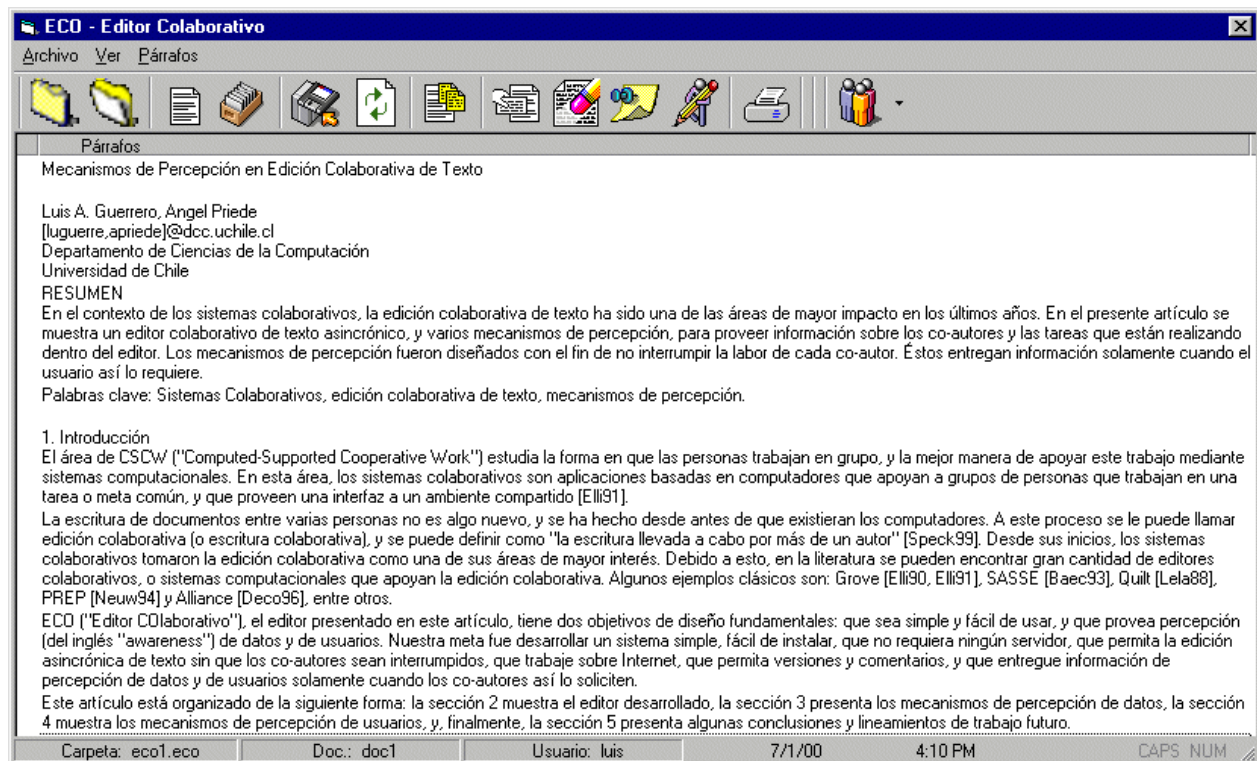 ECO - Editor Colaborativo
Archivo Ver Párrafos
Párrafos
Mecanismos de Percepción en Edición Colaborativa de Texto
Luis A. Guerrero, Angel Priede
[luguerre,apriede]@dcc.uchile.cl
Departamento de Ciencias de la Computación
Universidad de Chile
RESUMEN
En el contexto de los sistemas colaborativos, la edición colaborativa de texto ha sido una de las áreas de mayor impacto en los últimos años. En el presente artículo se
muestra un editor colaborativo de texto asincrónico, y varios mecanismos de percepción, para proveer información sobre los co-autores y las tareas que están realizando
dentro del editor. Los mecanismos de percepción fueron diseñados con el fin de no interrumpir la labor de cada co-autor. Éstos entregan información solamente cuando el
usuario así lo requiere.
Palabras clave: Sistemas Colaborativos, edición colaborativa de texto, mecanismos de percepción.
1. Introducción
El área de CSCW ("Computed-Supported Cooperative Work") estudia la forma en que las personas trabajan en grupo, y la mejor manera de apoyar este trabajo mediante
sistemas computacionales. En esta área, los sistemas colaborativos son aplicaciones basadas en computadores que apoyan a grupos de personas que trabajan en una
tarea o meta común, y que proveen una interfaz a un ambiente compartido [Elli91].
La escritura de documentos entre varias personas no es algo nuevo, y se ha hecho desde antes de que existieran los computadores. A este proceso se le puede llamar
edición colaborativa (o escritura colaborativa), y se puede definir como "la escritura llevada a cabo por más de un autor" [Speck99]. Desde sus inicios, los sistemas
colaborativos tomaron la edición colaborativa como una de sus áreas de mayor interés. Debido a esto, en la literatura se pueden encontrar gran cantidad de editores
colaborativos, o sistemas computacionales que apoyan la edición colaborativa. Algunos ejemplos clásicos son: Grove [Elli90, Elli91], SASSE [Baec93], Quilt [Lela88],
PREP [Neuw94] y Alliance [Deco96], entre otros.
ECO ("Editor COlaborativo"), el editor presentado en este artículo, tiene dos objetivos de diseño fundamentales: que sea simple y fácil de usar, y que provea percepción
(del inglés "awareness") de datos y de usuarios. Nuestra meta fue desarrollar un sistema simple, fácil de instalar, que no requiera ningún servidor, que permita la edición
asincrónica de texto sin que los co-autores sean interrumpidos, que trabaje sobre Internet, que permita versiones y comentarios, y que entregue información de
percepción de datos y de usuarios solamente cuando los co-autores así lo soliciten.
Este artículo está organizado de la siguiente forma: la sección 2 muestra el editor desarrollado, la sección 3 presenta los mecanismos de percepción de datos, la sección
4 muestra los mecanismos de percepción de usuarios, y, finalmente, la sección 5 presenta algunas conclusiones y lineamientos de trabajo futuro.
Carpeta: eco1.eco Doc.: doc1 Usuario: luis 7/1/00 4:10 PM CAPS NUM